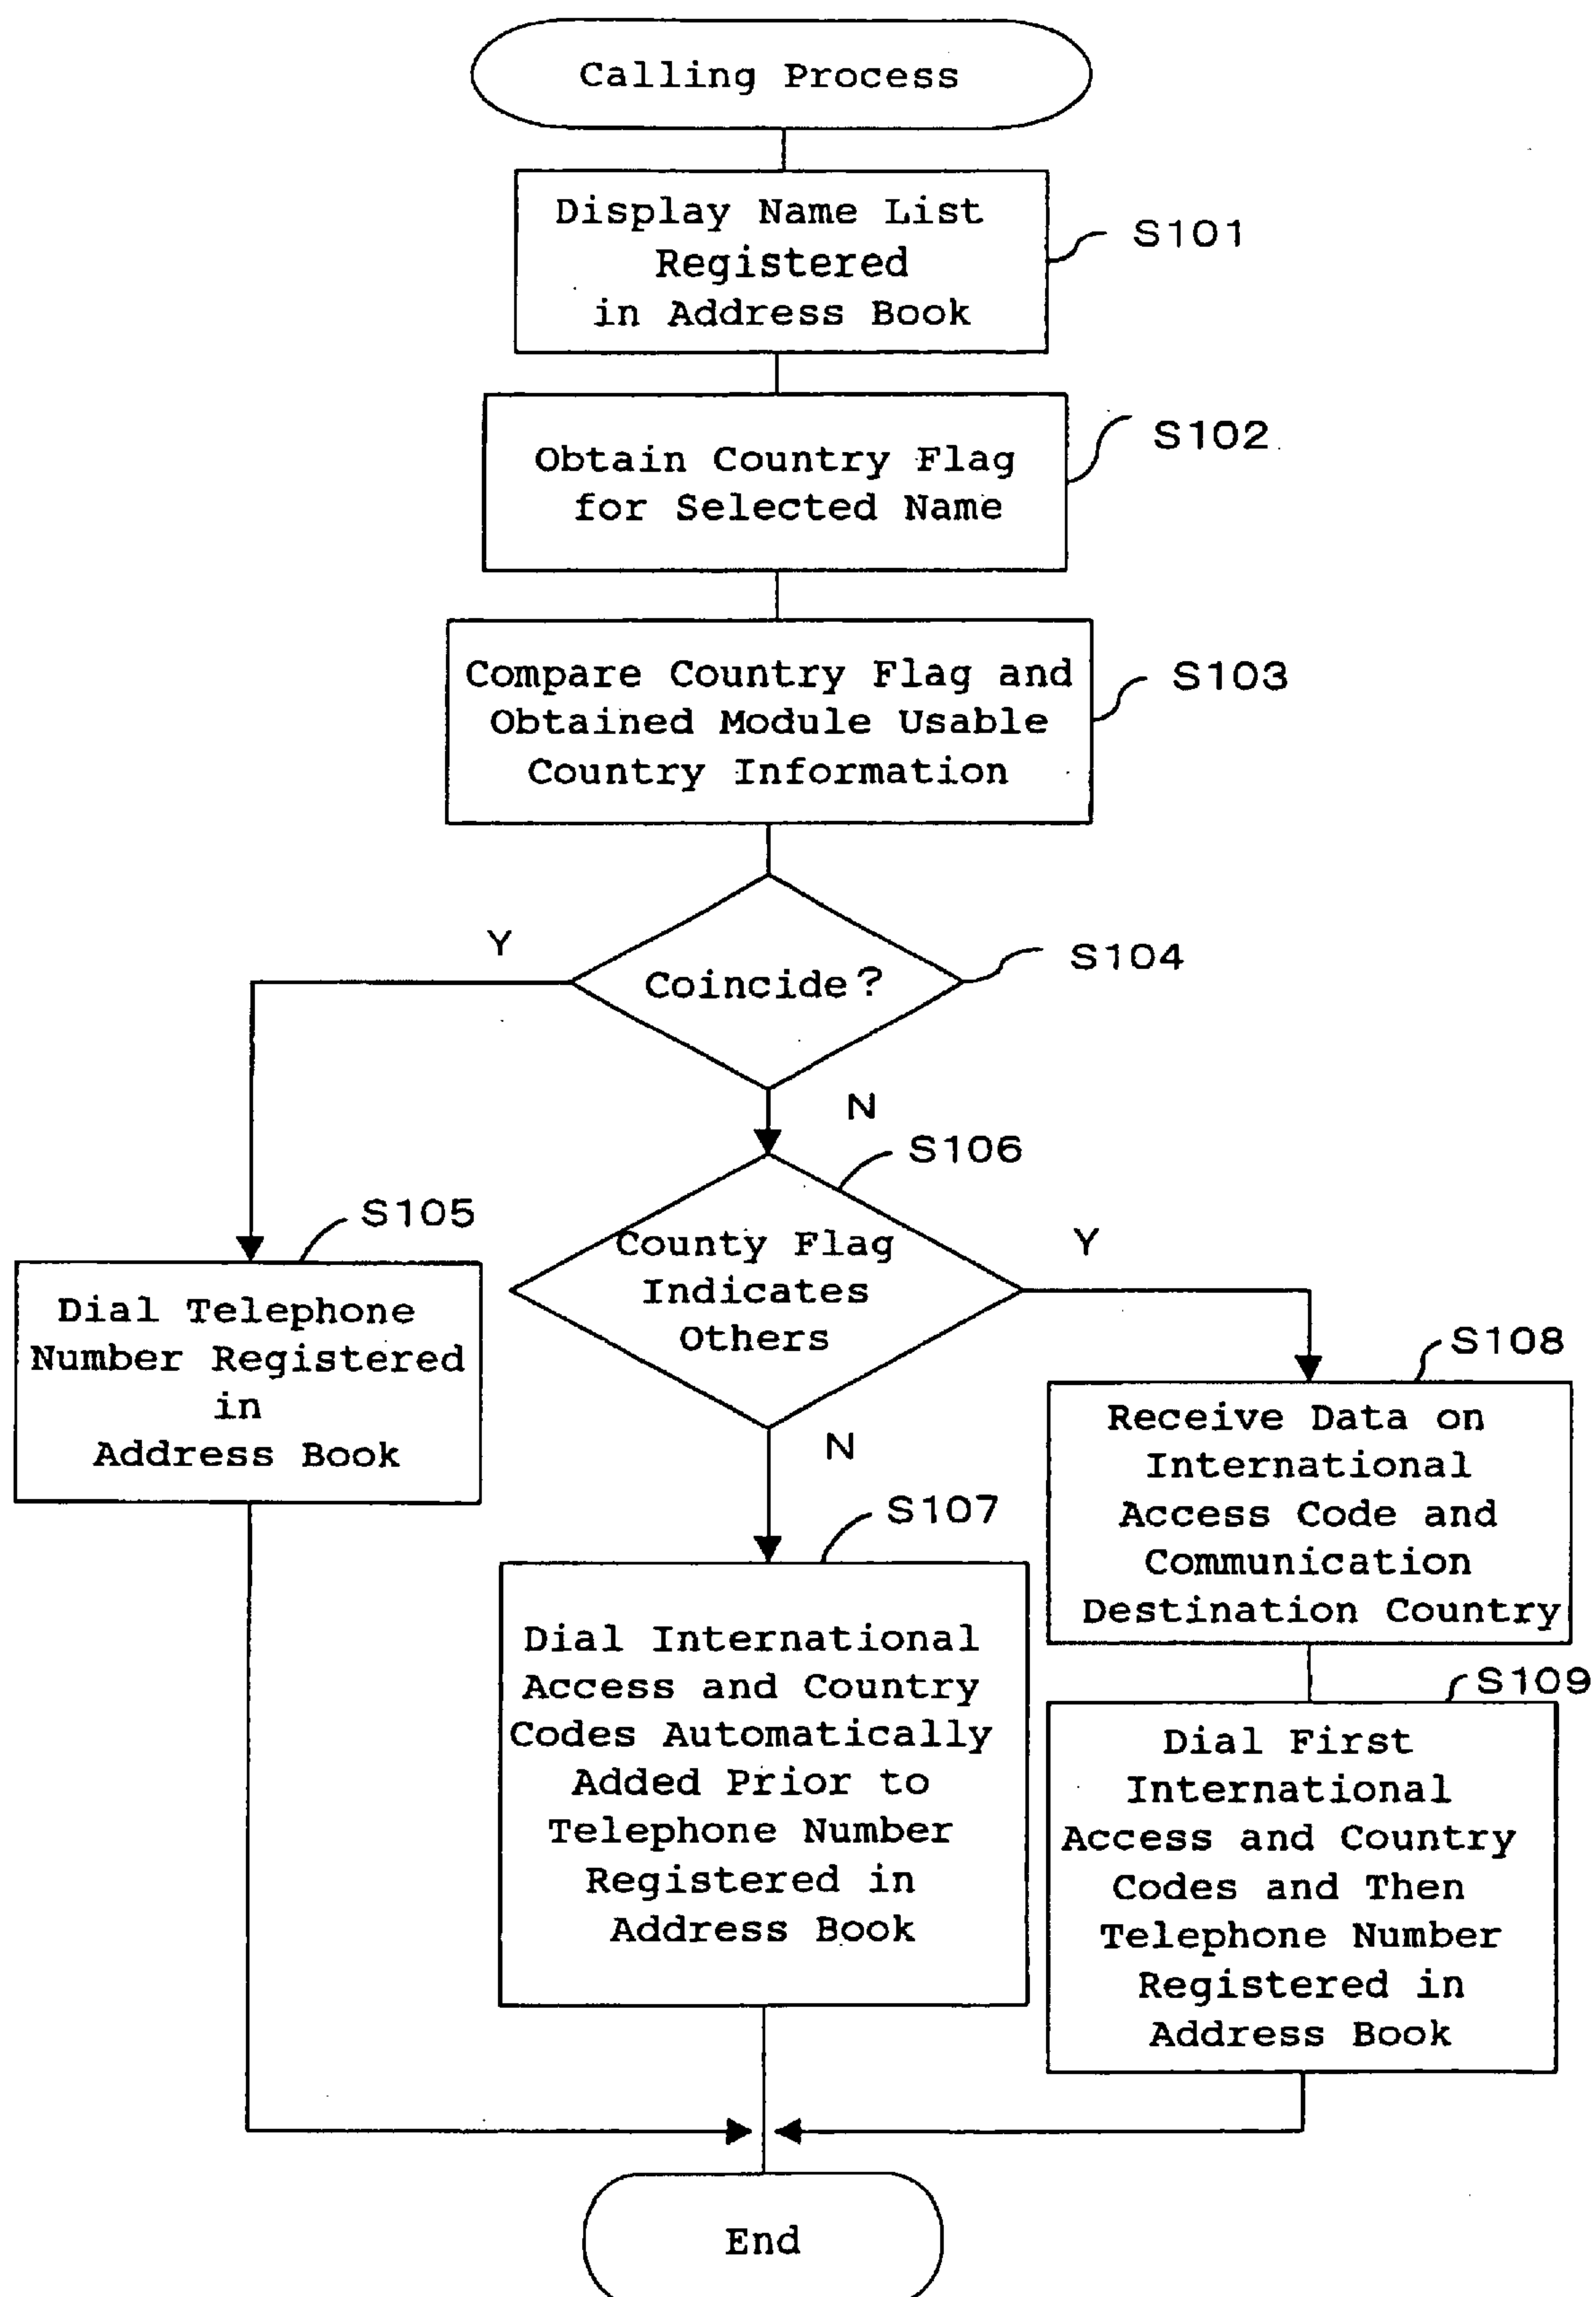 Calling Process
Display Name List
Registered
in Address Book
S101
Obtain Country Flag
for Selected Name
S102
Compare Country Flag and
Obtained Module Usable
Country Information
S103
Coincide?
S104
Y
N
S105
Dial Telephone
Number Registered
in
Address Book
S106
County Flag
Indicates
Others
Y
N
S107
Dial International
Access and Country
Codes Automatically
Added Prior to
Telephone Number
Registered in
Address Book
S108
Receive Data on
International
Access Code and
Communication
Destination Country
S109
Dial First
International
Access and Country
Codes and Then
Telephone Number
Registered in
Address Book
End